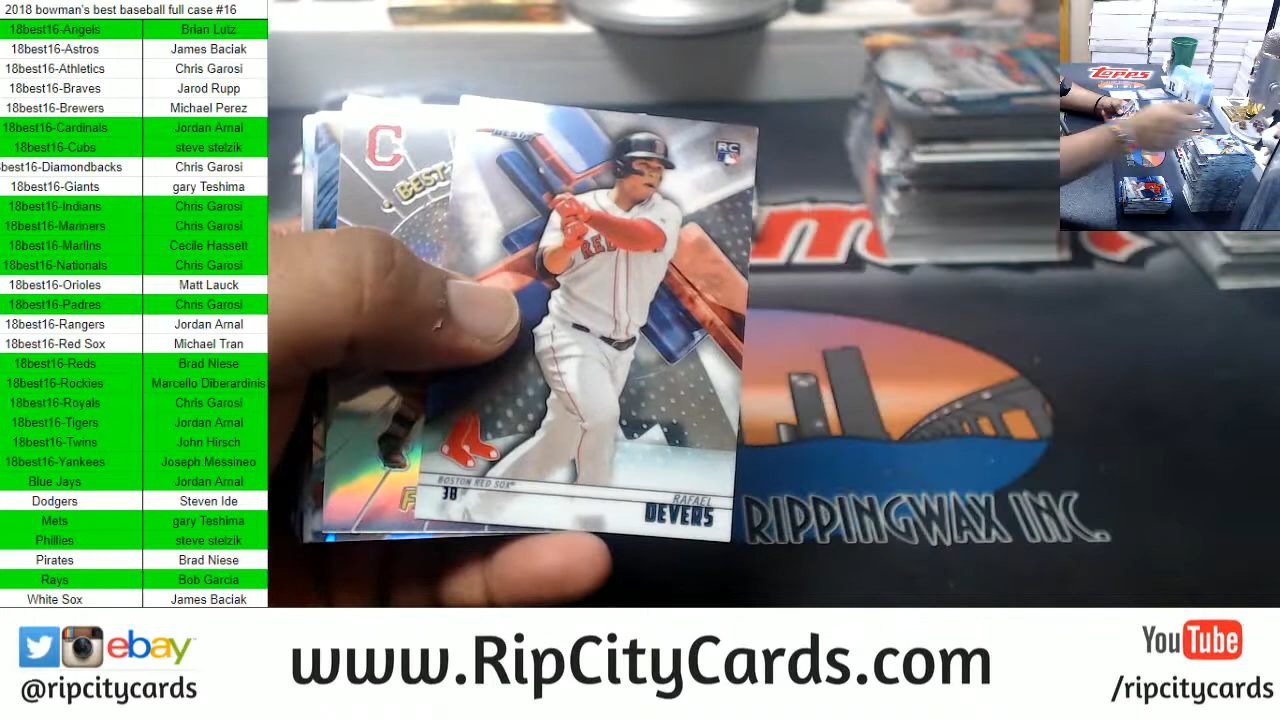 2018 bowman's best baseball full case #16
18best16-Angels Brian Lutz
18best16-Astros James Baciak
18best16-Athletics Chris Garosi
18best16-Braves Jarod Rupp
18best16-Brewers Michael Perez
18best16-Cardinals Jordan Arnal
18best16-Cubs steve stelzik
best16-Diamondbacks Chris Garosi
18best16-Giants gary Teshima
18best16-Indians Chris Garosi
18best16-Mariners Chris Garosi
18best16-Marlins Cecile Hassett
18best16-Nationals Chris Garosi
18best16-Orioles Matt Lauck
18best16-Padres Chris Garosi
18best16-Rangers Jordan Arnal
18best16-Red Sox Michael Tran
18best16-Reds Brad Niese
18best16-Rockies Marcello Diberardinis
18best16-Royals Chris Garosi
18best16-Tigers Jordan Arnal
18best16-Twins John Hirsch
18best16-Yankees Joseph Messineo
Blue Jays Jordan Arnal
Dodgers Steven Ide
Mets gary Teshima
Phillies steve stelzik
Pirates Brad Niese
Rays Bob Garcia
White Sox James Baciak
C
BEST
BEST
RC
RED
BOSTON RED SOX
3B
RAFAEL
DEVERS
F
RIPPINGWAX INC.
topps
ebay
@ripcitycards
www.RipCityCards.com
YouTube
/ripcitycards